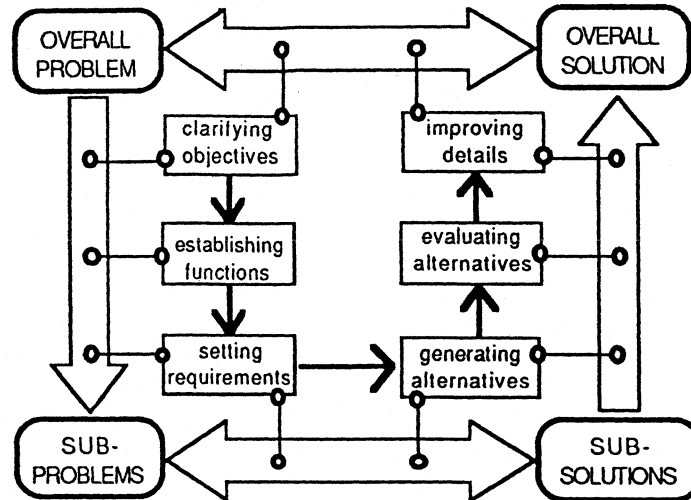 OVERALL
PROBLEM
OVERALL
SOLUTION
clarifying
objectives
improving
details
establishing
functions
evaluating
alternatives
setting
requirements
generating
alternatives
SUB-
PROBLEMS
SUB-
SOLUTIONS